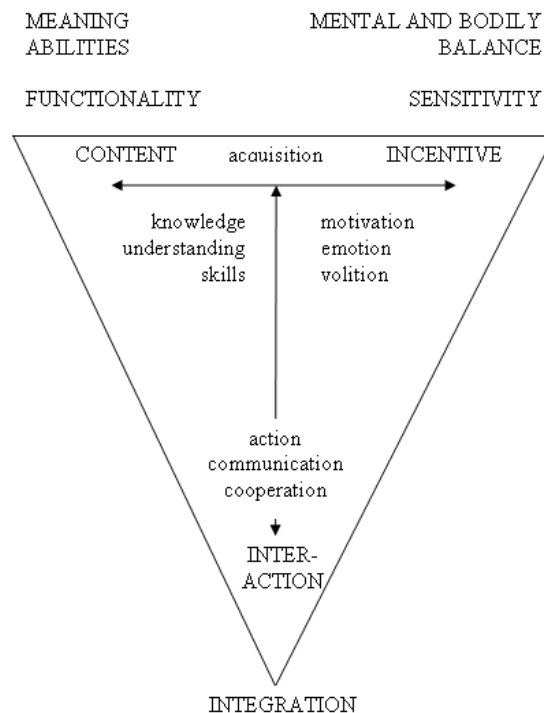 MEANING
ABILITIES
MENTAL AND BODILY
BALANCE
FUNCTIONALITY
SENSITIVITY
CONTENT
acquisition
INCENTIVE
knowledge
understanding
skills
motivation
emotion
volition
action
communication
cooperation
INTER-
ACTION
INTEGRATION